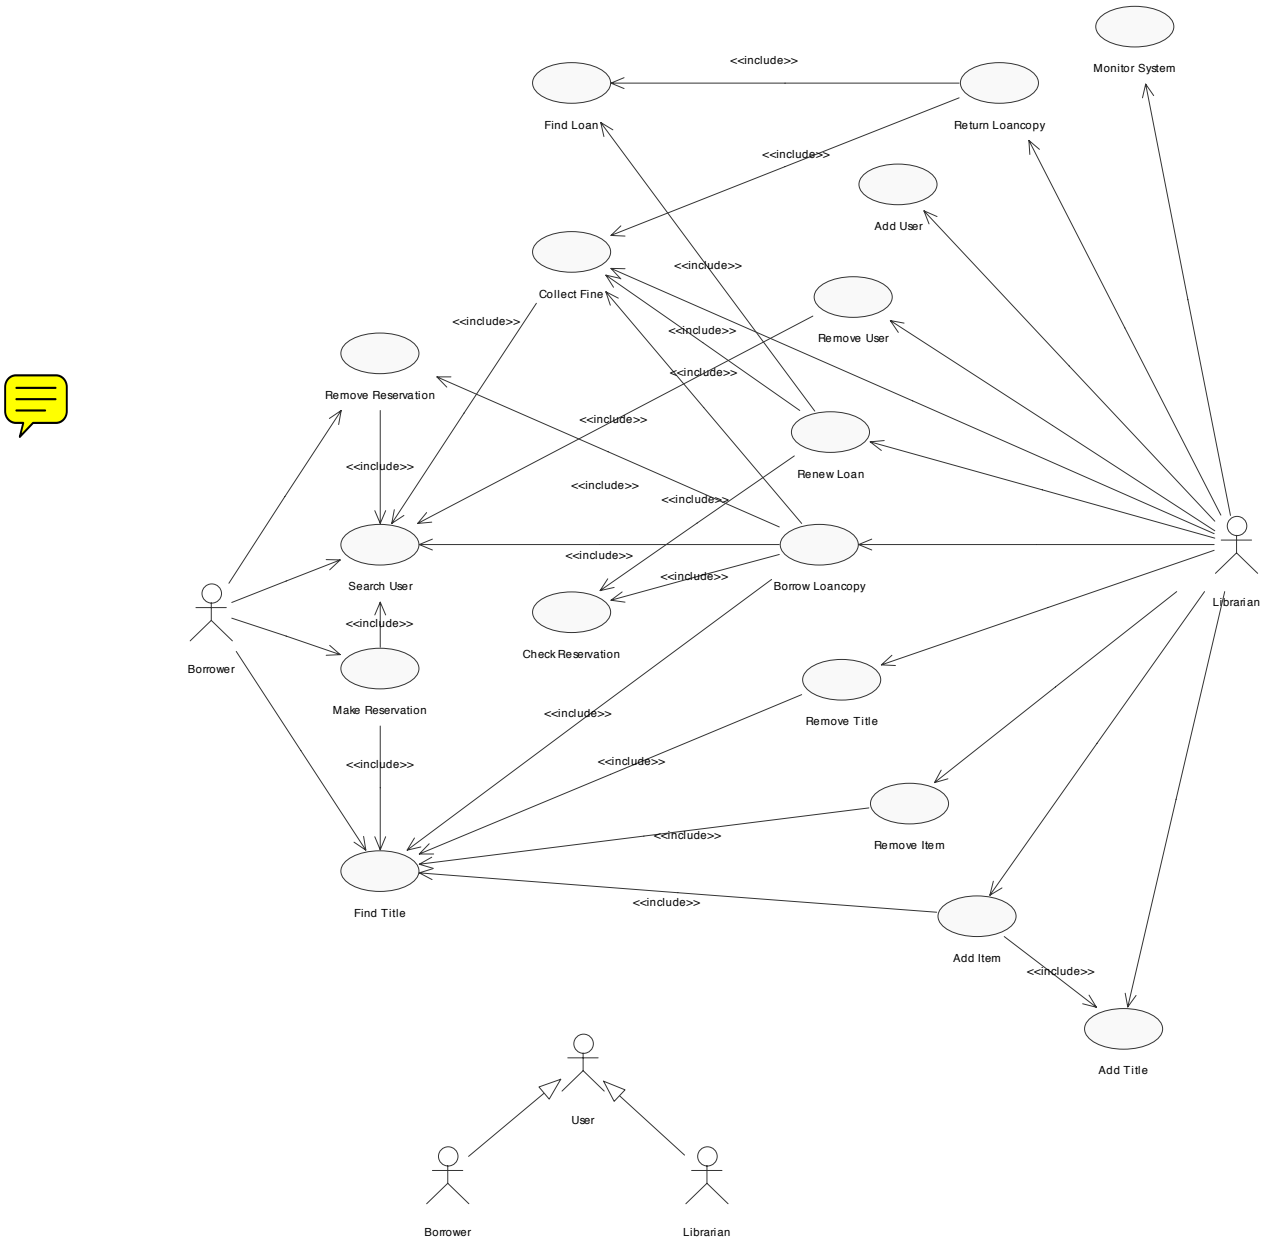 <<include>>
Monitor System
Find Loan
Return Loancopy
<<include>>
Add User
<<include>>
Collect Fine
<<include>>
<<include>>
Remove User
<<include>>
Remove Reservation
<<include>>
<<include>>
Renew Loan
<<include>>
<<include>>
<<include>>
<<include>>
Search User
Borrow Loancopy
Librarian
<<include>>
Check Reservation
Borrower
Make Reservation
<<include>>
Remove Title
<<include>>
<<include>>
<<include>>
Remove Item
<<include>>
Find Title
Add Item
<<include>>
Add Title
User
Borrower
Librarian